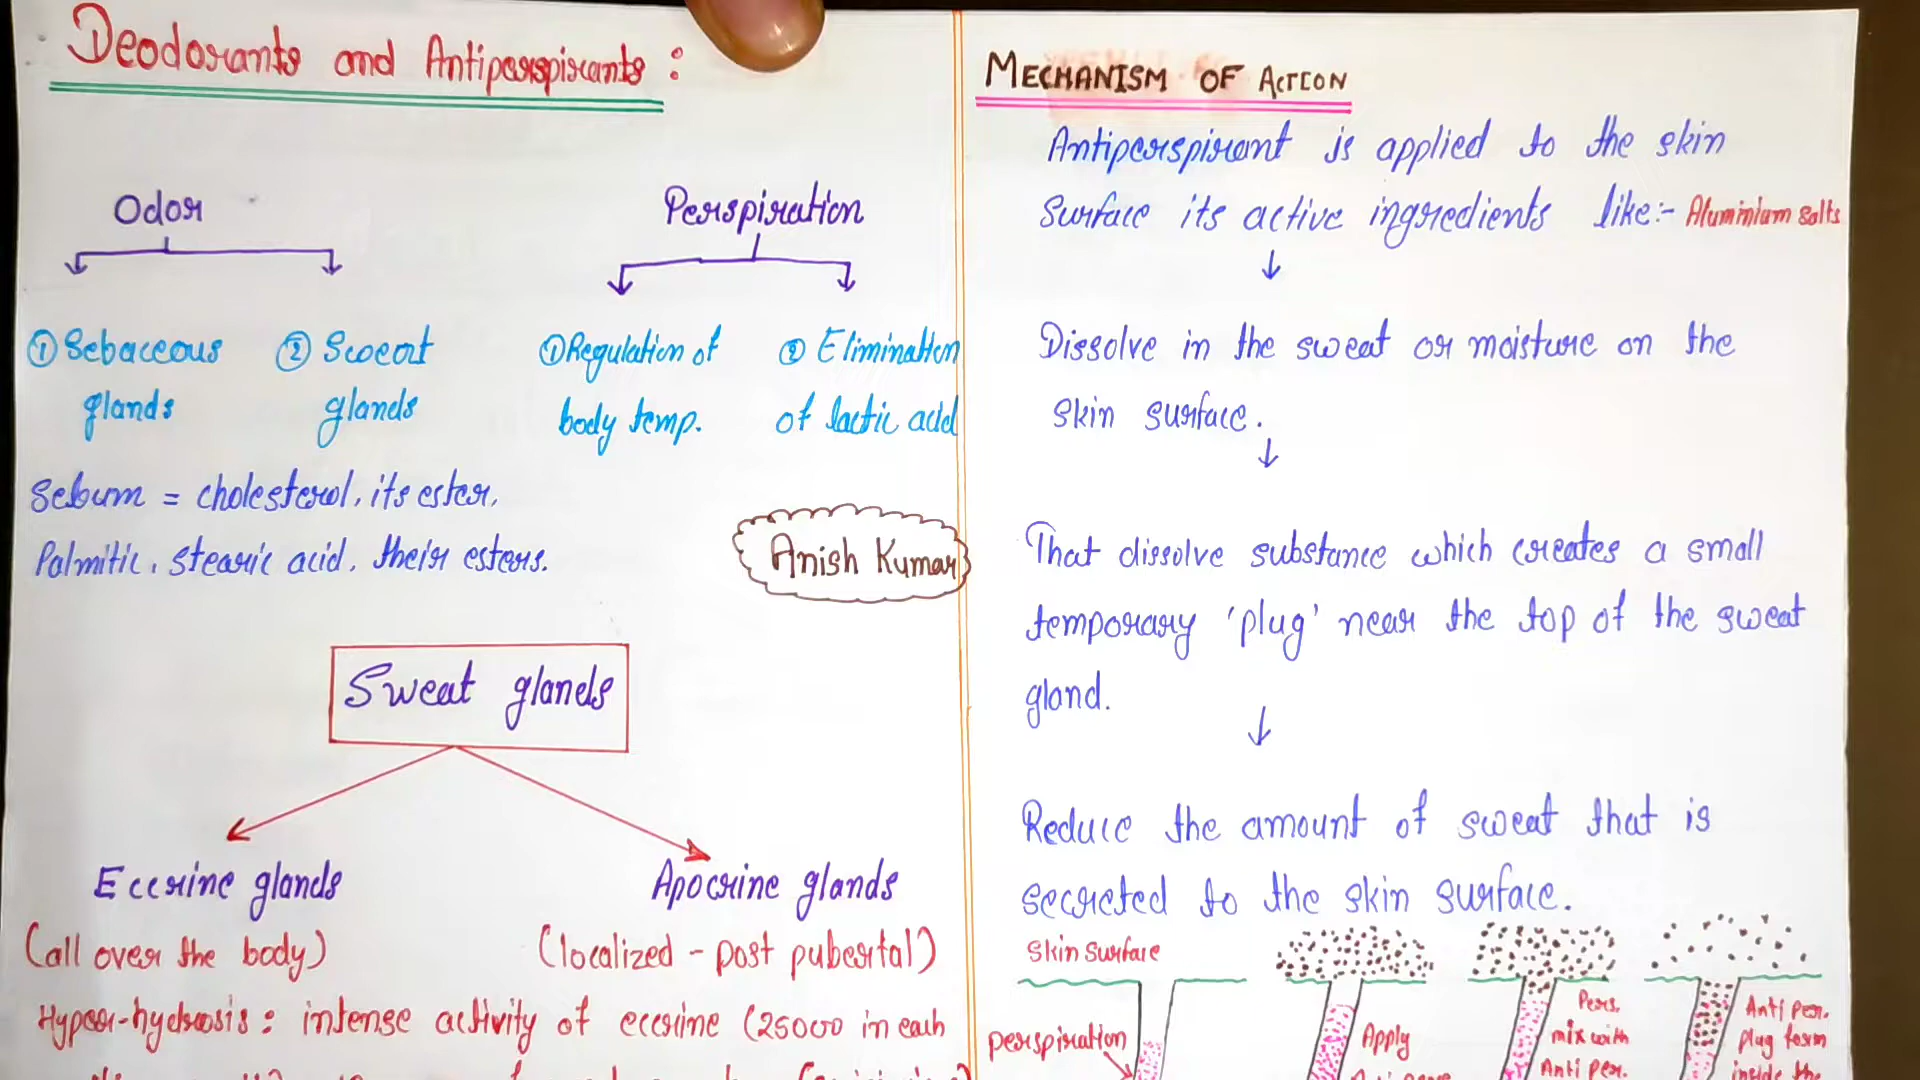 Deodorants and Antiperspirants :
Odor
Perspiration
① Sebaceous glands
② Sweat glands
① Regulation of body temp.
② Elimination of lactic acid
Sebum = cholesterol, its ester,
Palmitic, stearic acid, their esters.
Anish Kumar
Sweat glands
Eccrine glands
(all over the body)
Apocrine glands
(localized - post pubertal)
Hyper-hydrosis : intense activity of eccrine (25000 in each
MECHANISM OF ACTION
Antiperspirant is applied to the skin
Surface its active ingredients like:- Aluminium salts
Dissolve in the sweat or moisture on the
skin surface.
That dissolve substance which creates a small
temporary 'plug' near the top of the sweat
gland.
Reduce the amount of sweat that is
secreted to the skin surface.
Skin surface
perspiration
Apply
Pers.
mix with
Anti per.
Anti per.
plug form
inside the